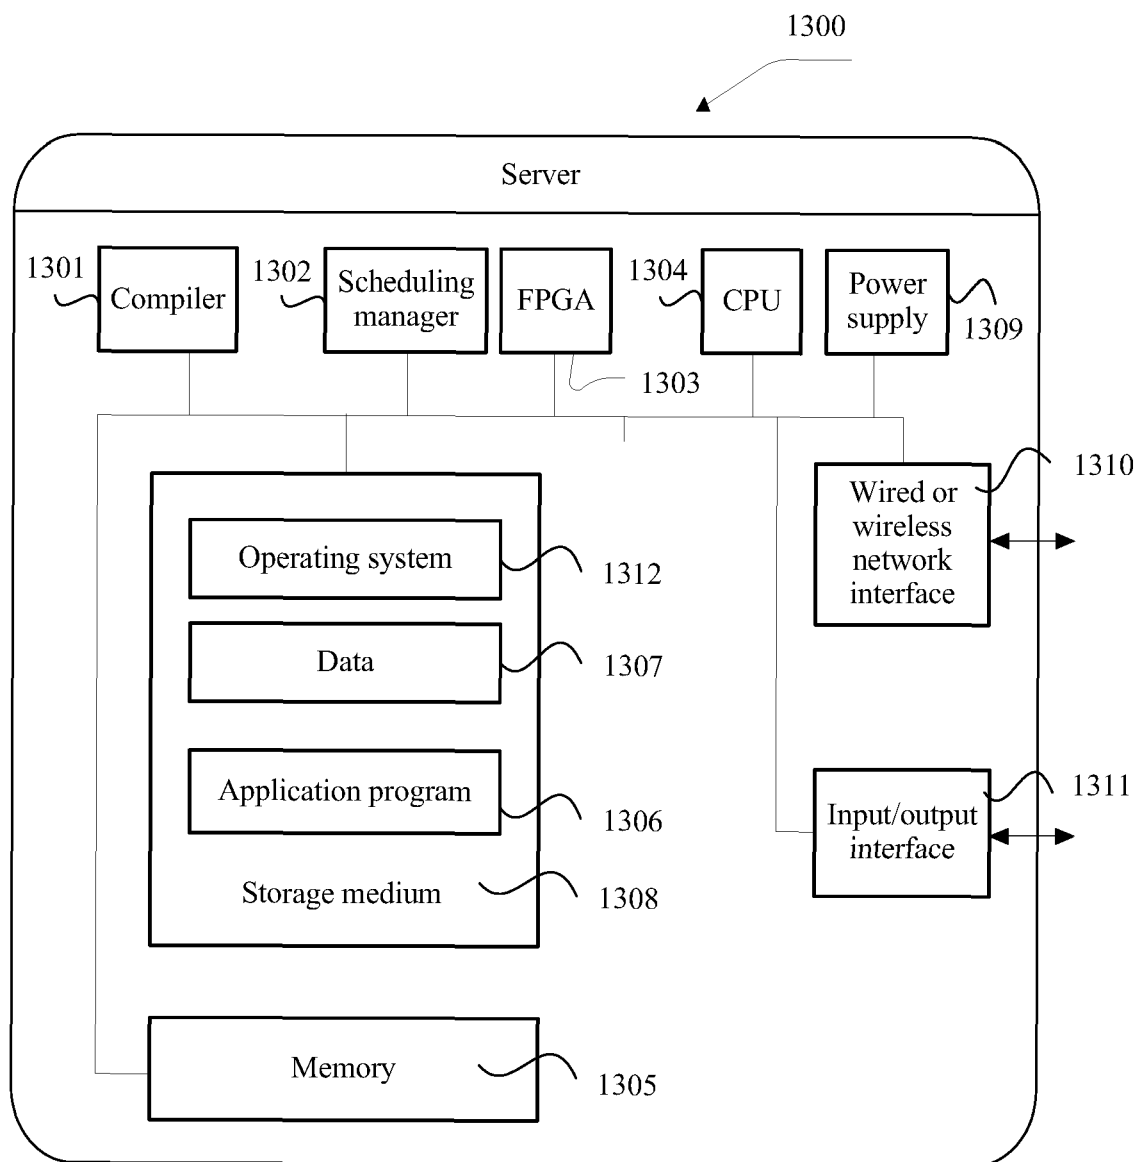 1300
Server
1301
Compiler
1302
Scheduling
manager
FPGA
1303
1304
CPU
Power
supply
1309
Wired or
wireless
network
interface
1310
Operating system
1312
Data
1307
Application program
1306
Storage medium
1308
Input/output
interface
1311
Memory
1305